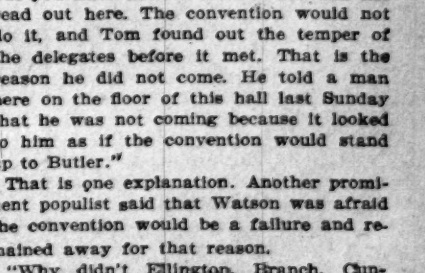 ead out here. The convention would not
lo it, and Tom found out the temper of
he delegates before it met. That is the
eason he did not come. He told a man
ere on the floor of this hall last Sunday
hat he was not coming because it looked
o him as if the convention would stand
up to Butler."
That is one explanation. Another promi-
ent populist said that Watson was afraid
he convention would be a failure and re-
nained away for that reason.
"Why didn't Ellington, Branch, Cun-